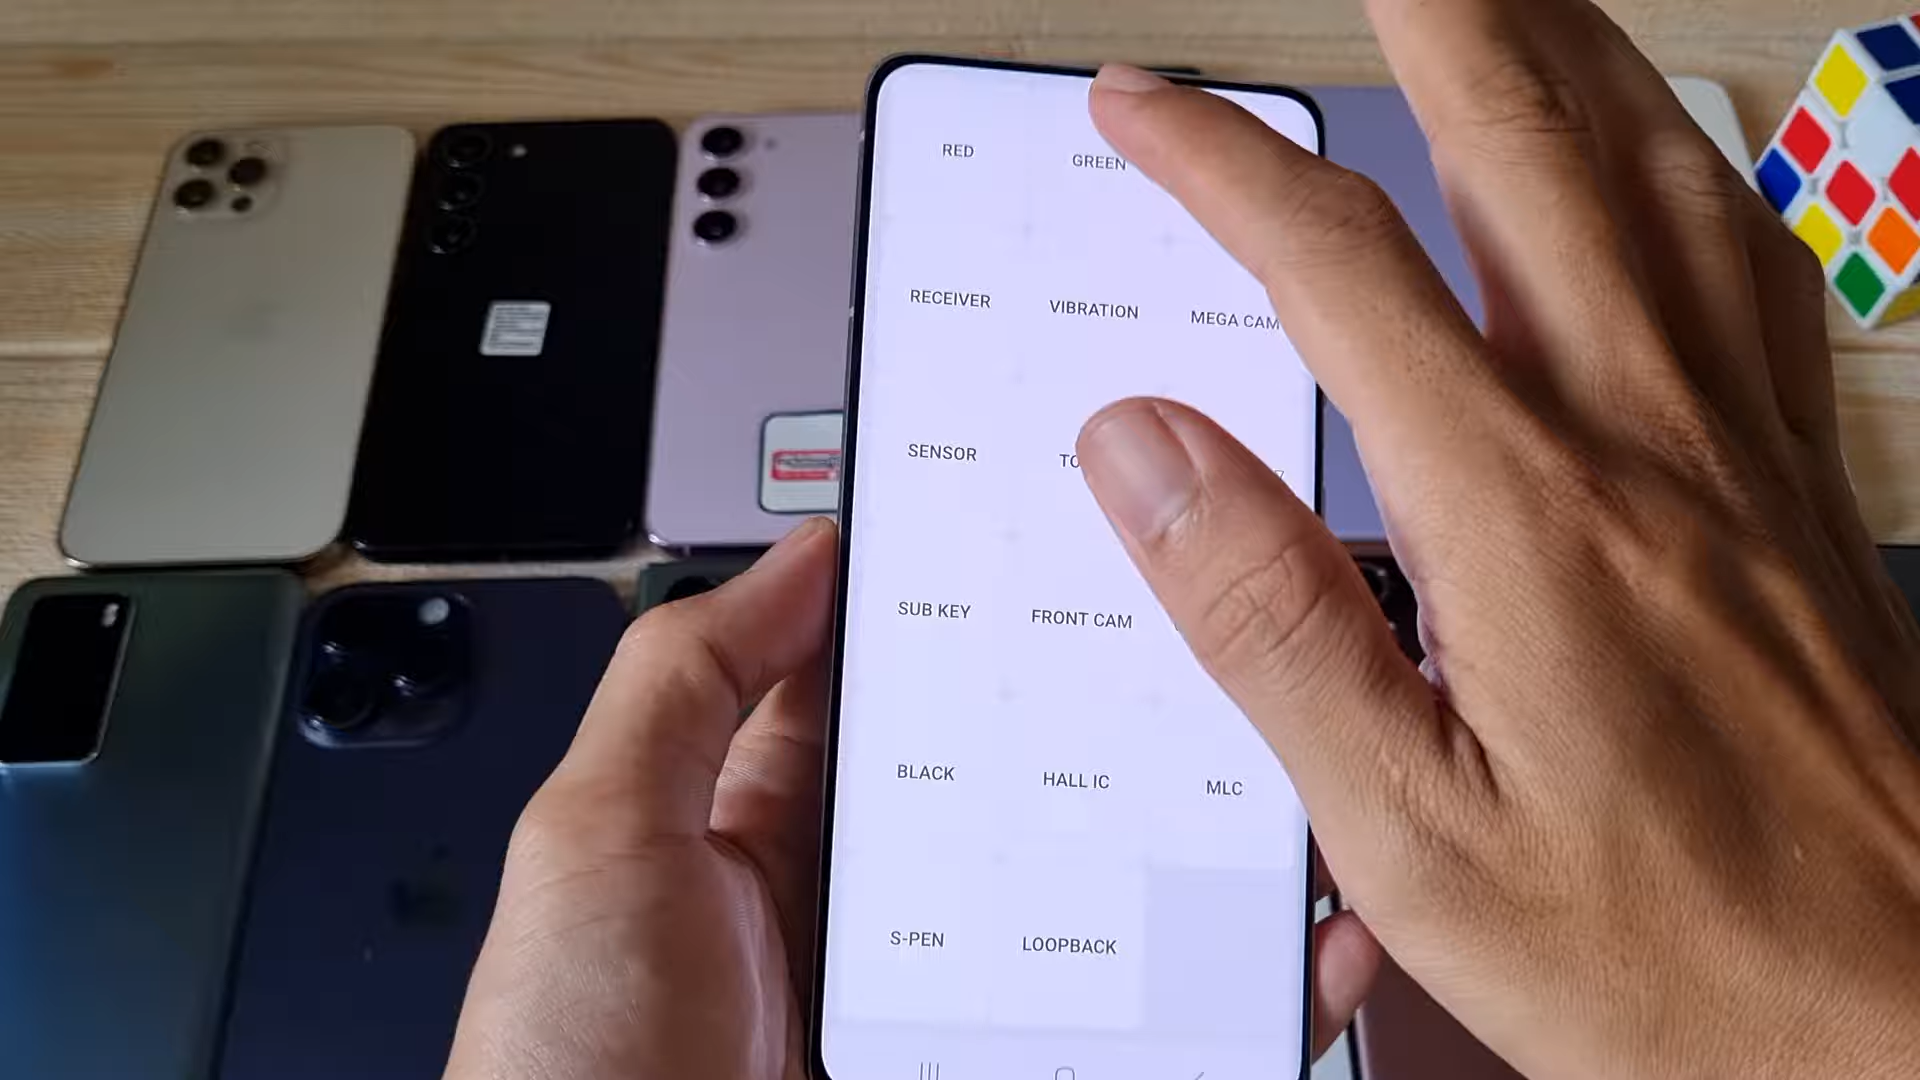 RED GREEN
RECEIVER VIBRATION MEGA CAM
SENSOR
SUB KEY FRONT CAM
BLACK HALL IC MLC
S-PEN LOOPBACK